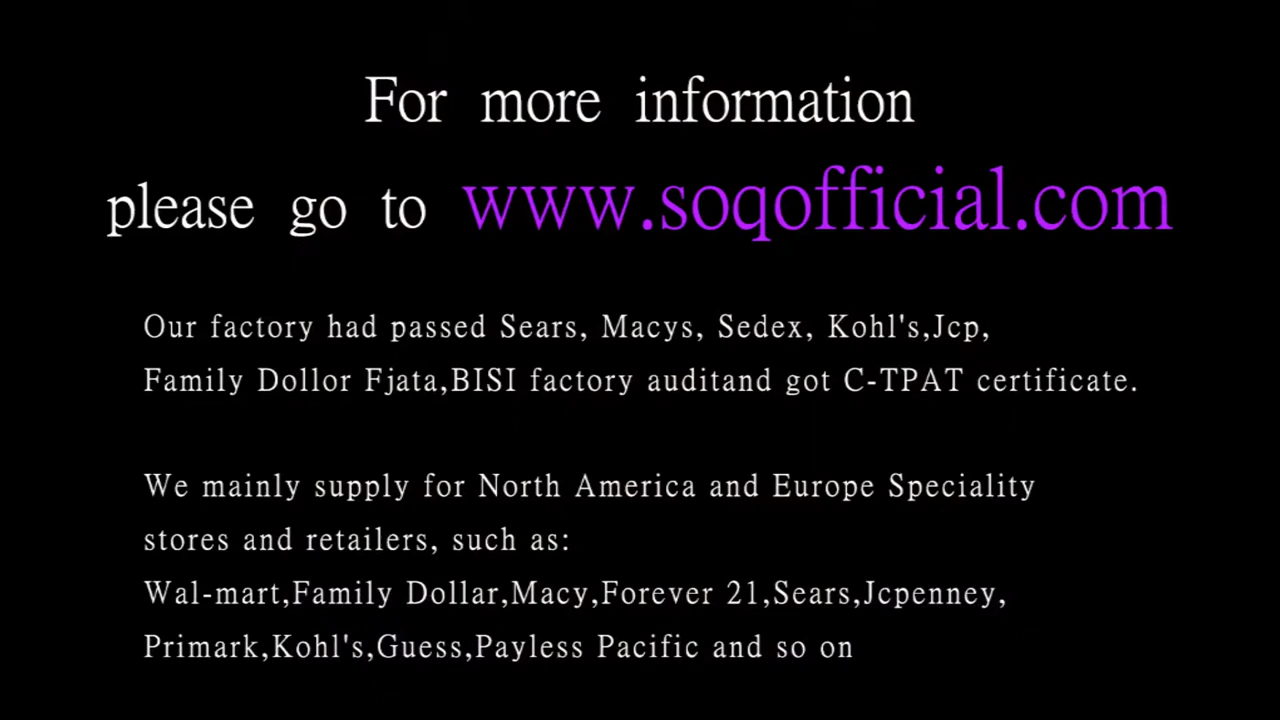 For more information
please go to www.soqofficial.com
Our factory had passed Sears, Macys, Sedex, Kohl's,Jcp,
Family Dollor Fjata,BISI factory auditand got C-TPAT certificate.
We mainly supply for North America and Europe Speciality
stores and retailers, such as:
Wal-mart,Family Dollar,Macy,Forever 21,Sears,Jcpenney,
Primark,Kohl's,Guess,Payless Pacific and so on